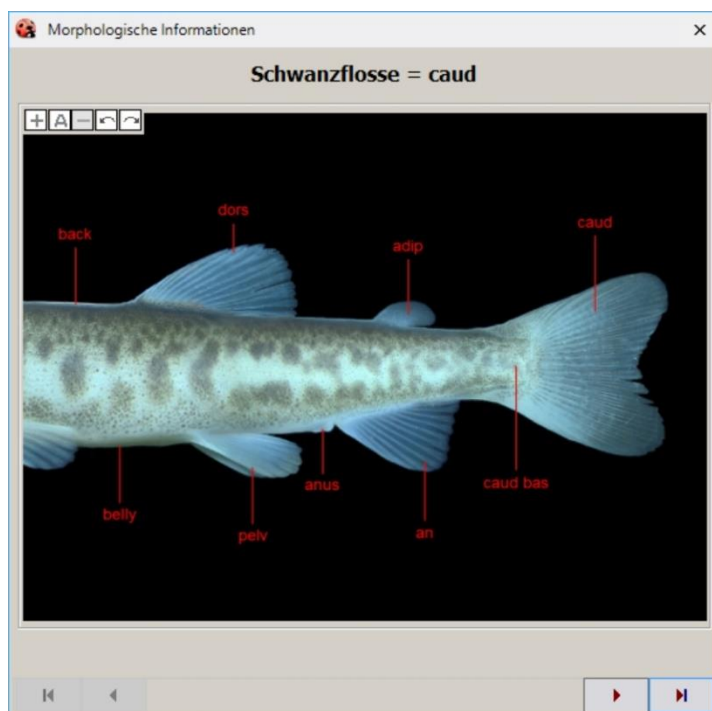 Morphologische Informationen
Schwanzflosse = caud
A
dors
back
adip
caud
belly
pelv
anus
an
caud bas